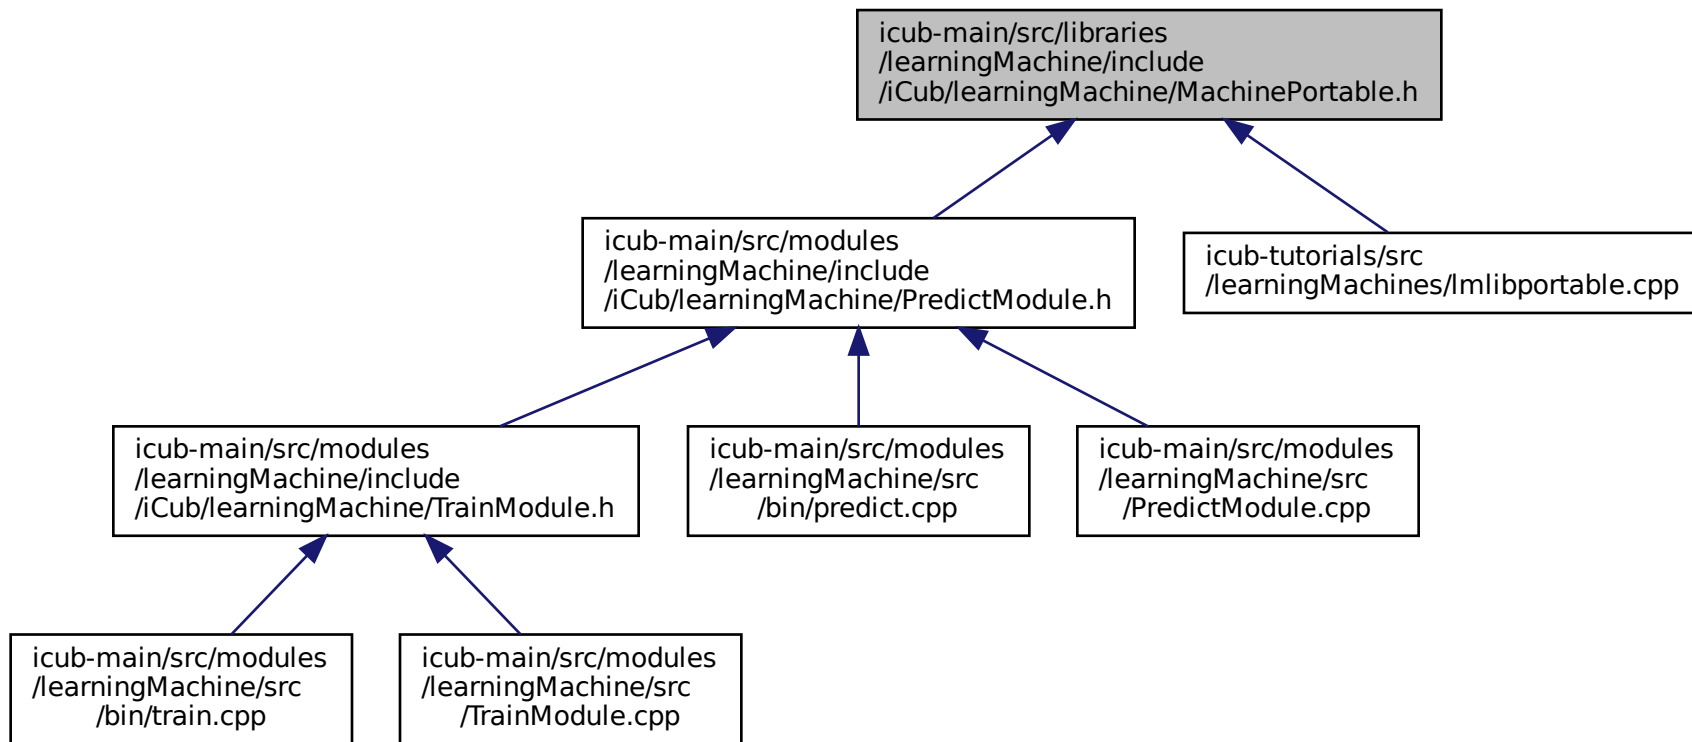 icub-main/src/libraries
/learningMachine/include
/iCub/learningMachine/MachinePortable.h
icub-main/src/modules
/learningMachine/include
/iCub/learningMachine/PredictModule.h
icub-tutorials/src
/learningMachines/lmlibportable.cpp
icub-main/src/modules
/learningMachine/include
/iCub/learningMachine/TrainModule.h
icub-main/src/modules
/learningMachine/src
/bin/predict.cpp
icub-main/src/modules
/learningMachine/src
/PredictModule.cpp
icub-main/src/modules
/learningMachine/src
/bin/train.cpp
icub-main/src/modules
/learningMachine/src
/TrainModule.cpp